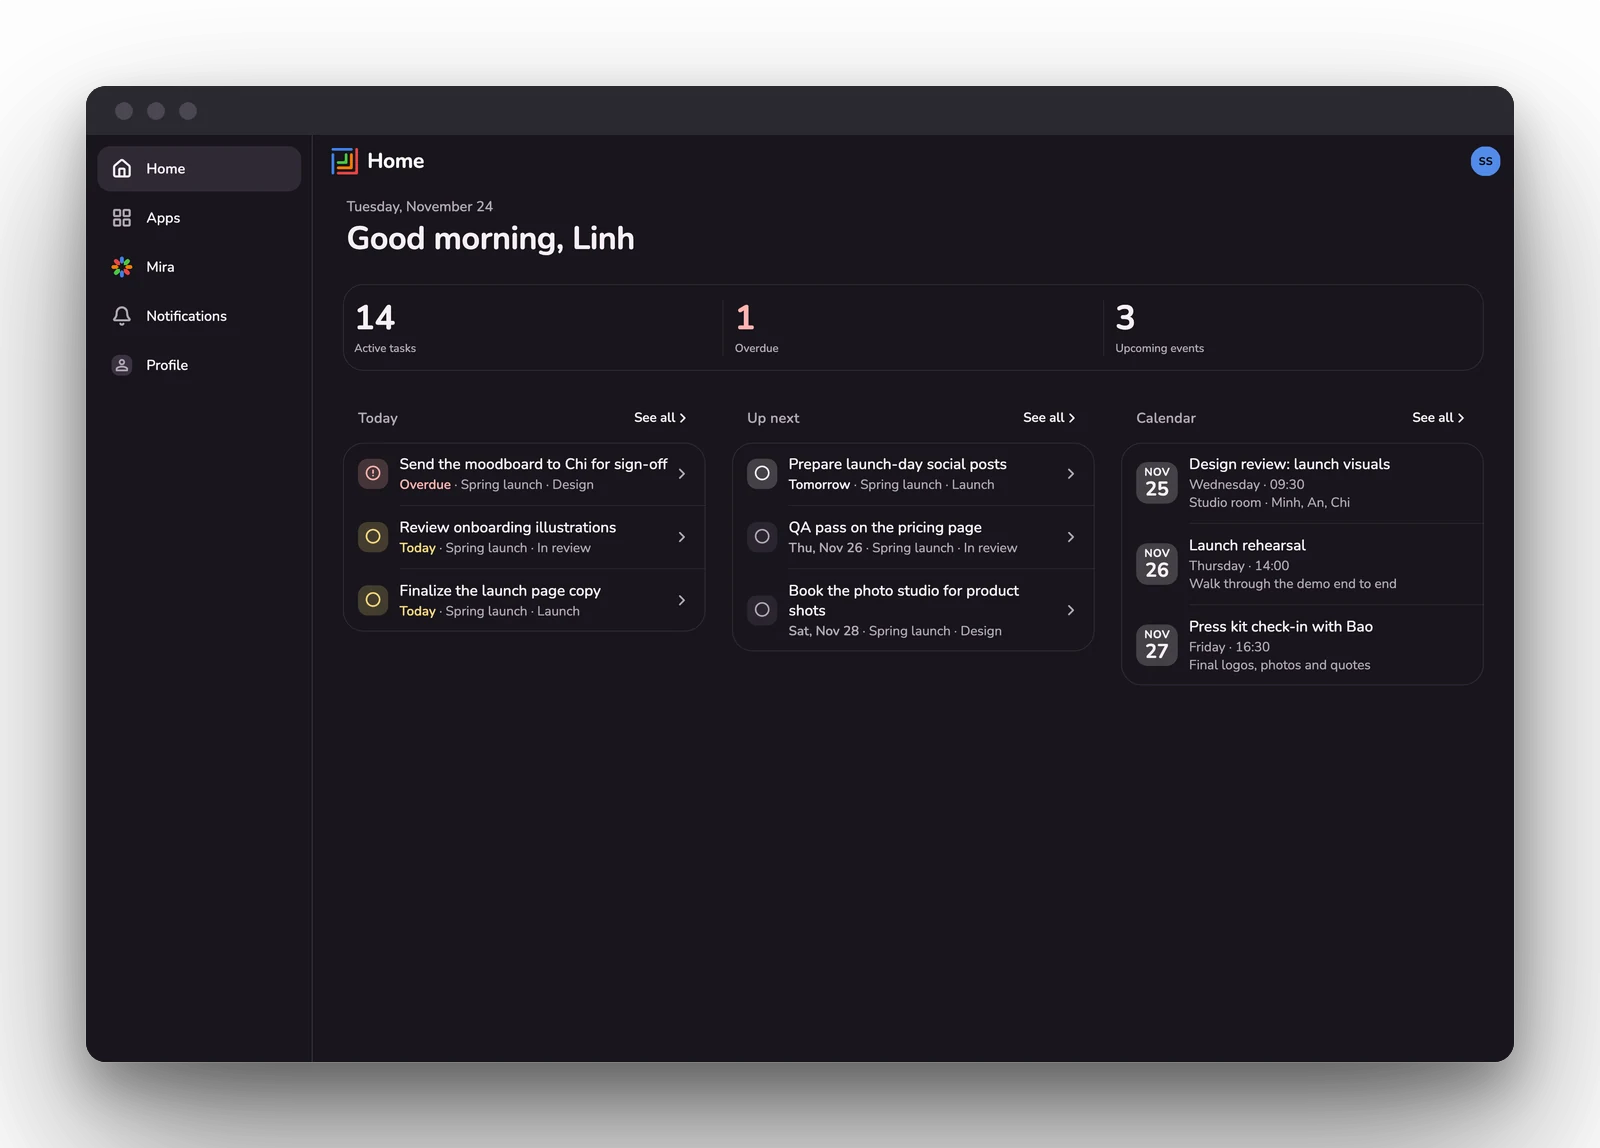 Home
Apps
Mira
Notifications
Profile
Home
SS
Tuesday, November 24
Good morning, Linh
14
Active tasks
1
Overdue
3
Upcoming events
Today
See all
Send the moodboard to Chi for sign-off
Overdue · Spring launch · Design
Review onboarding illustrations
Today · Spring launch · In review
Finalize the launch page copy
Today · Spring launch · Launch
Up next
See all
Prepare launch-day social posts
Tomorrow · Spring launch · Launch
QA pass on the pricing page
Thu, Nov 26 · Spring launch · In review
Book the photo studio for product
shots
Sat, Nov 28 · Spring launch · Design
Calendar
See all
NOV
25
Design review: launch visuals
Wednesday · 09:30
Studio room · Minh, An, Chi
NOV
26
Launch rehearsal
Thursday · 14:00
Walk through the demo end to end
NOV
27
Press kit check-in with Bao
Friday · 16:30
Final logos, photos and quotes